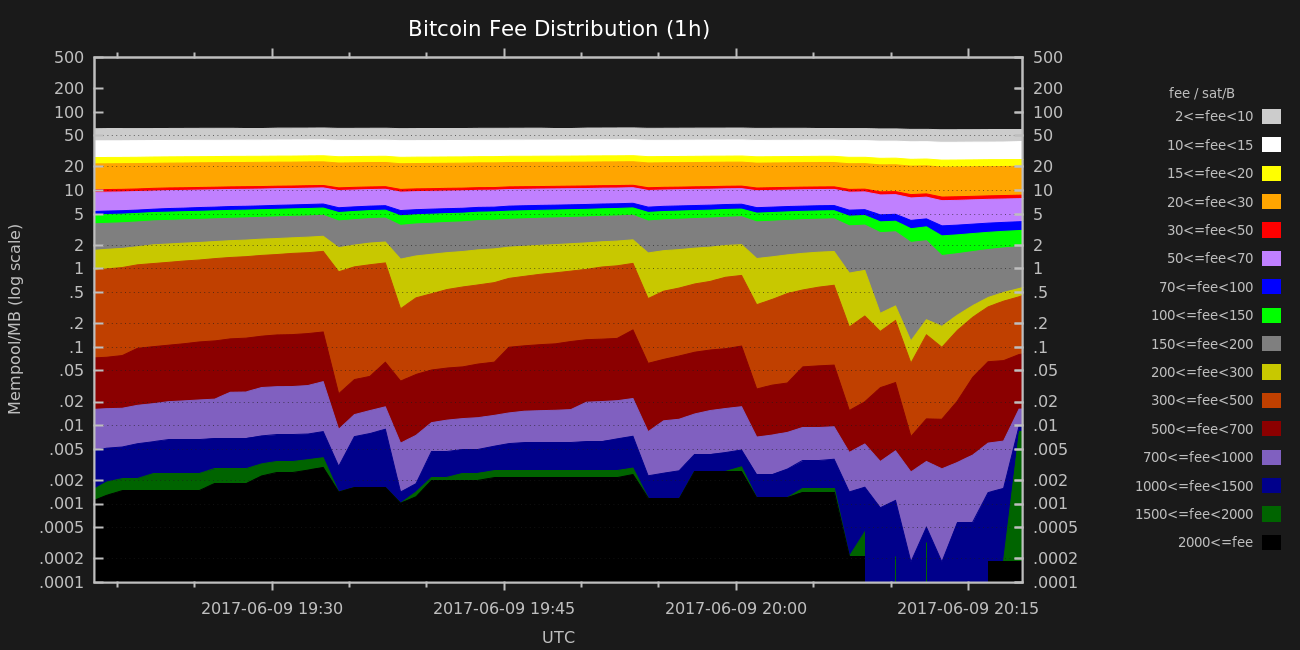 Bitcoin Fee Distribution (1h)
Mempool/MB (log scale)
500
200
100
50
20
10
5
2
1
.5
.2
.1
.05
.02
.01
.005
.002
.001
.0005
.0002
.0001
500
200
100
50
20
10
5
2
1
.5
.2
.1
.05
.02
.01
.005
.002
.001
.0005
.0002
.0001
2017-06-09 19:30 2017-06-09 19:45 2017-06-09 20:00 2017-06-09 20:15
UTC
fee / sat/B
2<=fee<10
10<=fee<15
15<=fee<20
20<=fee<30
30<=fee<50
50<=fee<70
70<=fee<100
100<=fee<150
150<=fee<200
200<=fee<300
300<=fee<500
500<=fee<700
700<=fee<1000
1000<=fee<1500
1500<=fee<2000
2000<=fee